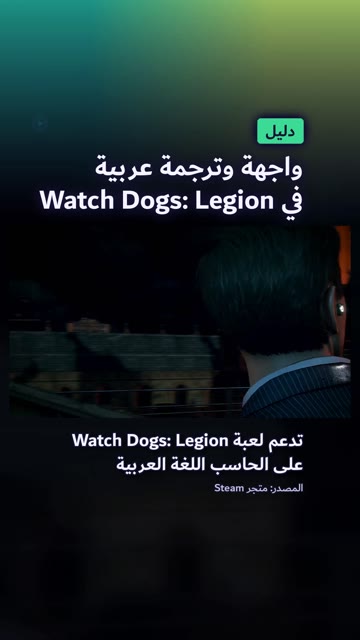 دليل
واجهة وترجمة عربية
في Watch Dogs: Legion
تدعم لعبة Watch Dogs: Legion
على الحاسب اللغة العربية
المصدر: متجر Steam